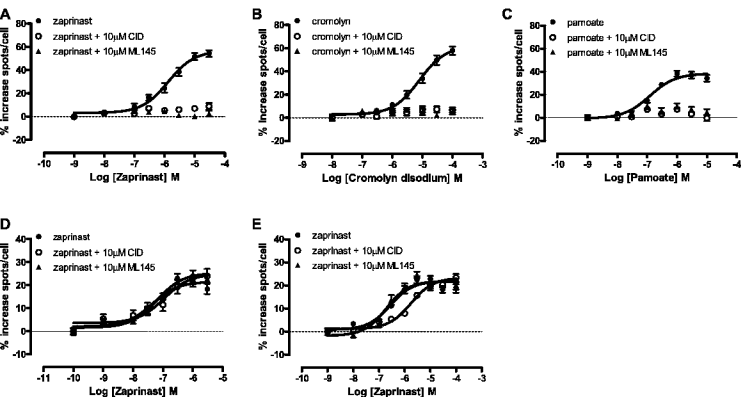 A
zaprinast
zaprinast + 10µM CID
zaprinast + 10µM ML145
% increase spots/cell
80
60
40
20
0
-20
-10 -9 -8 -7 -6 -5 -4
Log [Zaprinast] M
B
cromolyn
cromolyn + 10µM CID
cromolyn + 10µM ML145
% increase spots/cell
80
60
40
20
0
-20
-9 -8 -7 -6 -5 -4 -3
Log [Cromolyn disodium] M
C
pamoate
pamoate + 10µM CID
pamoate + 10µM ML145
% increase spots/cell
80
60
40
20
0
-20
-10 -9 -8 -7 -6 -5 -4
Log [Pamoate] M
D
zaprinast
zaprinast + 10µM CID
zaprinast + 10µM ML145
% increase spots/cell
40
30
20
10
0
-10
-11 -10 -9 -8 -7 -6 -5
Log [Zaprinast] M
E
zaprinast
zaprinast + 10µM CID
zaprinast + 10µM ML145
% increase spots/cell
40
30
20
10
0
-10
-10 -9 -8 -7 -6 -5 -4 -3
Log [Zaprinast] M